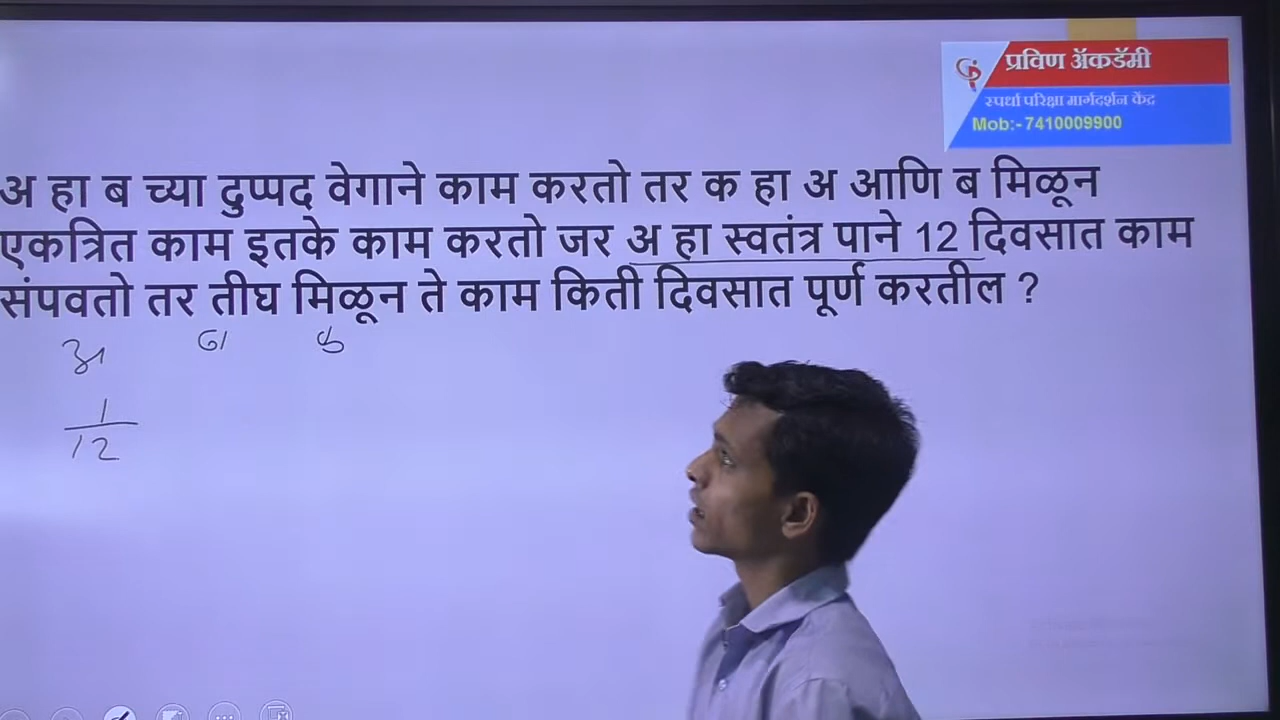 प्रविण ॲकडॅमी
स्पर्धा परिक्षा मार्गदर्शन केंद्र
Mob:- 7410009900
अ हा ब च्या दुप्पद वेगाने काम करतो तर क हा अ आणि ब मिळून
एकत्रित काम इतके काम करतो जर अ हा स्वतंत्र पाने 12 दिवसात काम
संपवतो तर तीघ मिळून ते काम किती दिवसात पूर्ण करतील ?
अ ब क
1
12